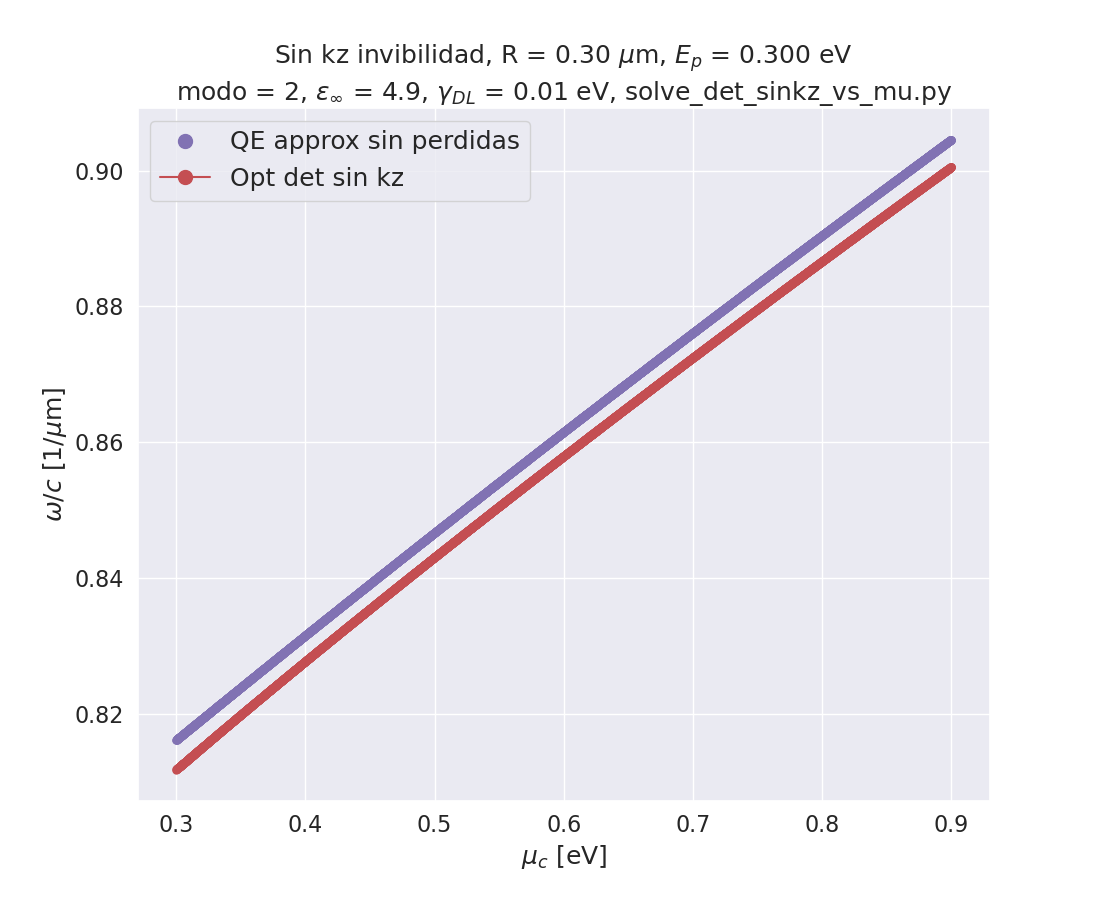 Sin kz invibilidad, R = 0.30 μm, E_p = 0.300 eV
modo = 2, ε_∞ = 4.9, γ_DL = 0.01 eV, solve_det_sinkz_vs_mu.py
QE approx sin perdidas
Opt det sin kz
0.90
0.88
0.86
0.84
0.82
ω/c [1/μm]
0.3 0.4 0.5 0.6 0.7 0.8 0.9
μ_c [eV]